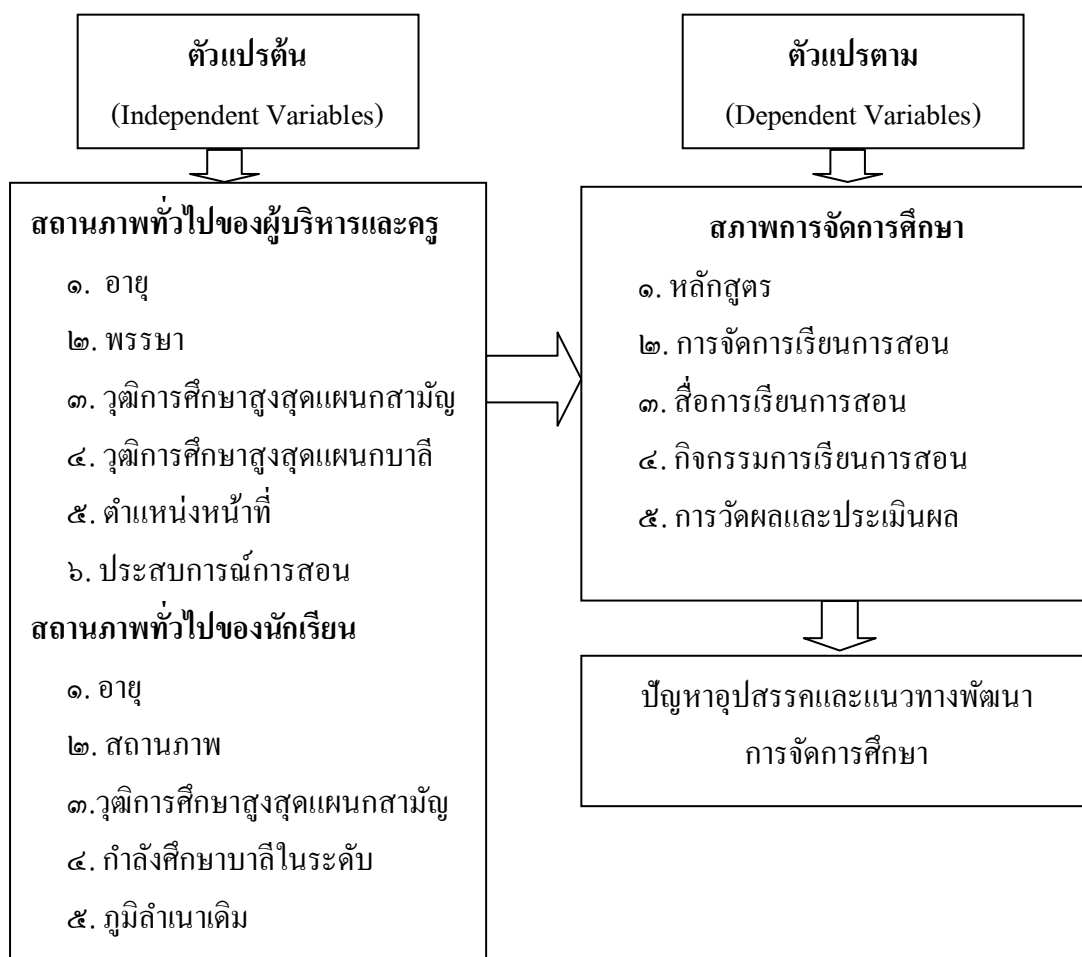 ตัวแปรต้น
(Independent Variables)
สถานภาพทั่วไปของผู้บริหารและครู
๑. อายุ
๒. พรรษา
๓. วุฒิการศึกษาสูงสุดแผนกสามัญ
๔. วุฒิการศึกษาสูงสุดแผนกบาลี
๕. ตำแหน่งหน้าที่
๖. ประสบการณ์การสอน
สถานภาพทั่วไปของนักเรียน
๑. อายุ
๒. สถานภาพ
๓.วุฒิการศึกษาสูงสุดแผนกสามัญ
๔. กำลังศึกษาบาลีในระดับ
๕. ภูมิลำเนาเดิม
ตัวแปรตาม
(Dependent Variables)
สภาพการจัดการศึกษา
๑. หลักสูตร
๒. การจัดการเรียนการสอน
๓. สื่อการเรียนการสอน
๔. กิจกรรมการเรียนการสอน
๕. การวัดผลและประเมินผล
ปัญหาอุปสรรคและแนวทางพัฒนา
การจัดการศึกษา